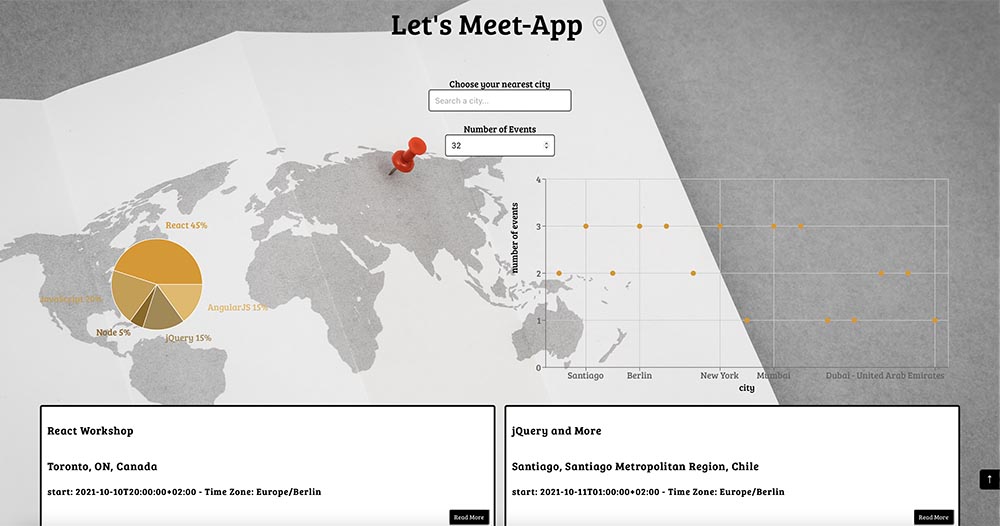 Let's Meet-App
Choose your nearest city
Search a city...
Number of Events
32
React 45%
JavaScript 20%
AngularJS 15%
Node 5%
jQuery 15%
number of events
4
3
2
1
0
Santiago Berlin New York Mumbai Dubai - United Arab Emirates
city
React Workshop
Toronto, ON, Canada
start: 2021-10-10T20:00:00+02:00 - Time Zone: Europe/Berlin
Read More
jQuery and More
Santiago, Santiago Metropolitan Region, Chile
start: 2021-10-11T01:00:00+02:00 - Time Zone: Europe/Berlin
Read More
↑